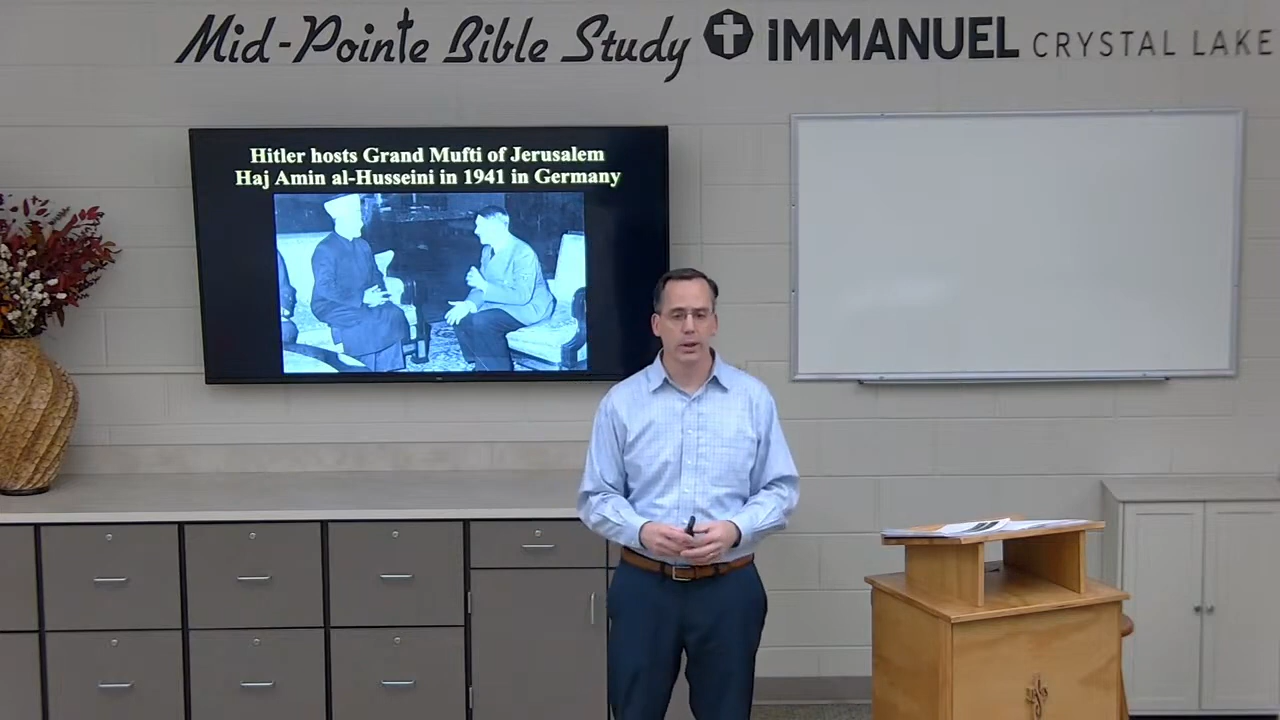 Mid-Pointe Bible Study iMMANUEL CRYSTAL LAKE
Hitler hosts Grand Mufti of Jerusalem
Haj Amin al-Husseini in 1941 in Germany